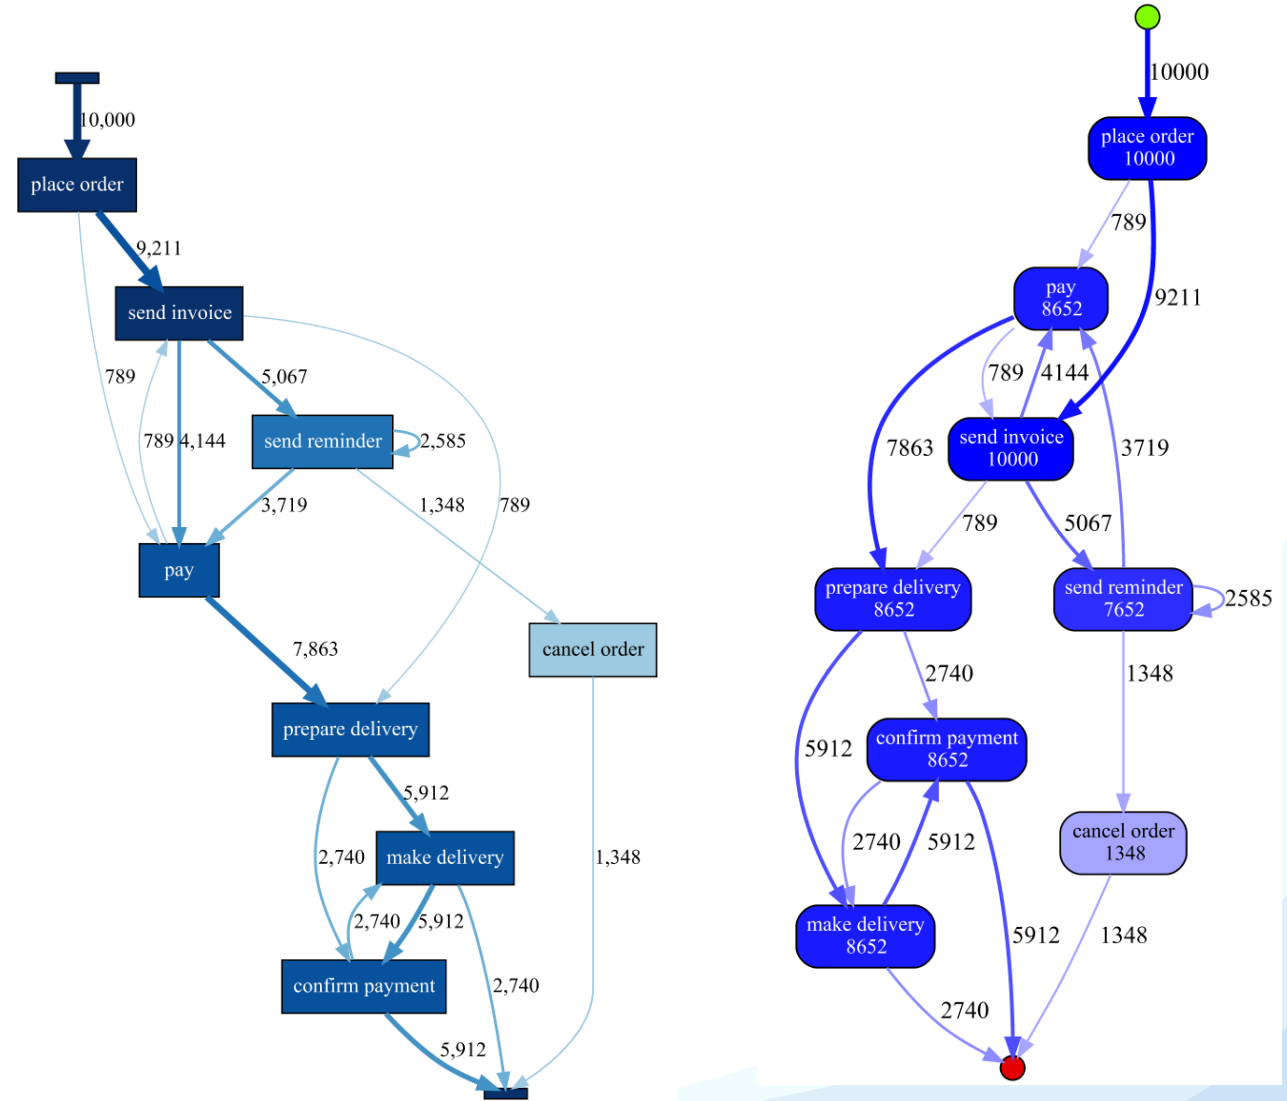 10,000
place order
9,211
send invoice
789
5,067
789
4,144
send reminder
2,585
3,719
1,348
789
pay
7,863
cancel order
prepare delivery
5,912
2,740
make delivery
1,348
2,740
5,912
confirm payment
2,740
5,912
10000
place order
10000
789
pay
8652
9211
789
4144
7863
send invoice
10000
3719
789
5067
prepare delivery
8652
send reminder
7652
2585
2740
1348
confirm payment
8652
5912
2740
5912
cancel order
1348
make delivery
8652
5912
1348
2740